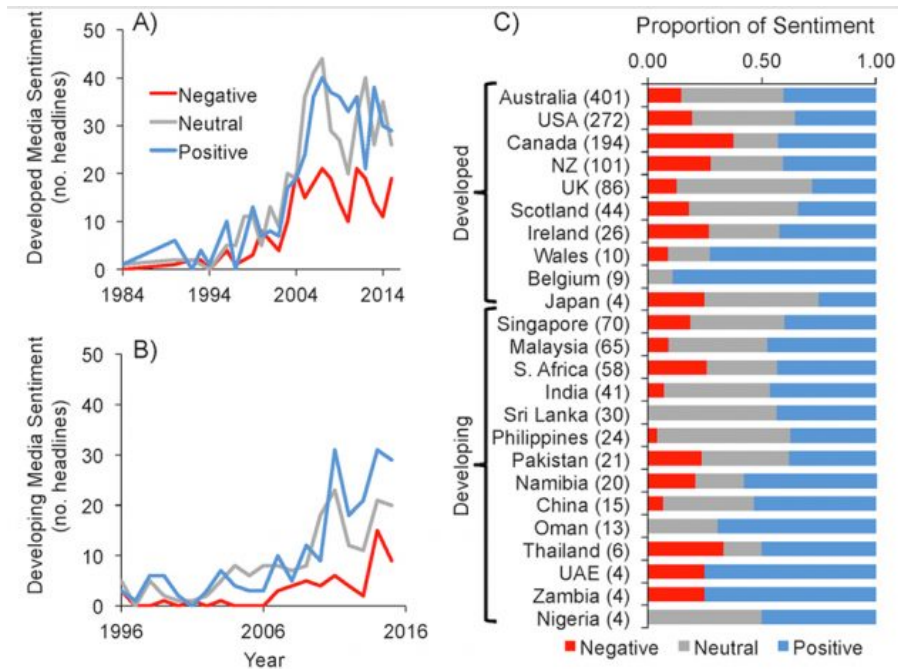 A)
Developed Media Sentiment
(no. headlines)
50
40
30
20
10
0
Negative
Neutral
Positive
1984
1994
2004
2014
B)
Developing Media Sentiment
(no. headlines)
50
40
30
20
10
0
1996
2006
2016
Year
C)
Proportion of Sentiment
0.00
0.50
1.00
Developed
Australia (401)
USA (272)
Canada (194)
NZ (101)
UK (86)
Scotland (44)
Ireland (26)
Wales (10)
Belgium (9)
Japan (4)
Developing
Singapore (70)
Malaysia (65)
S. Africa (58)
India (41)
Sri Lanka (30)
Philippines (24)
Pakistan (21)
Namibia (20)
China (15)
Oman (13)
Thailand (6)
UAE (4)
Zambia (4)
Nigeria (4)
Negative
Neutral
Positive